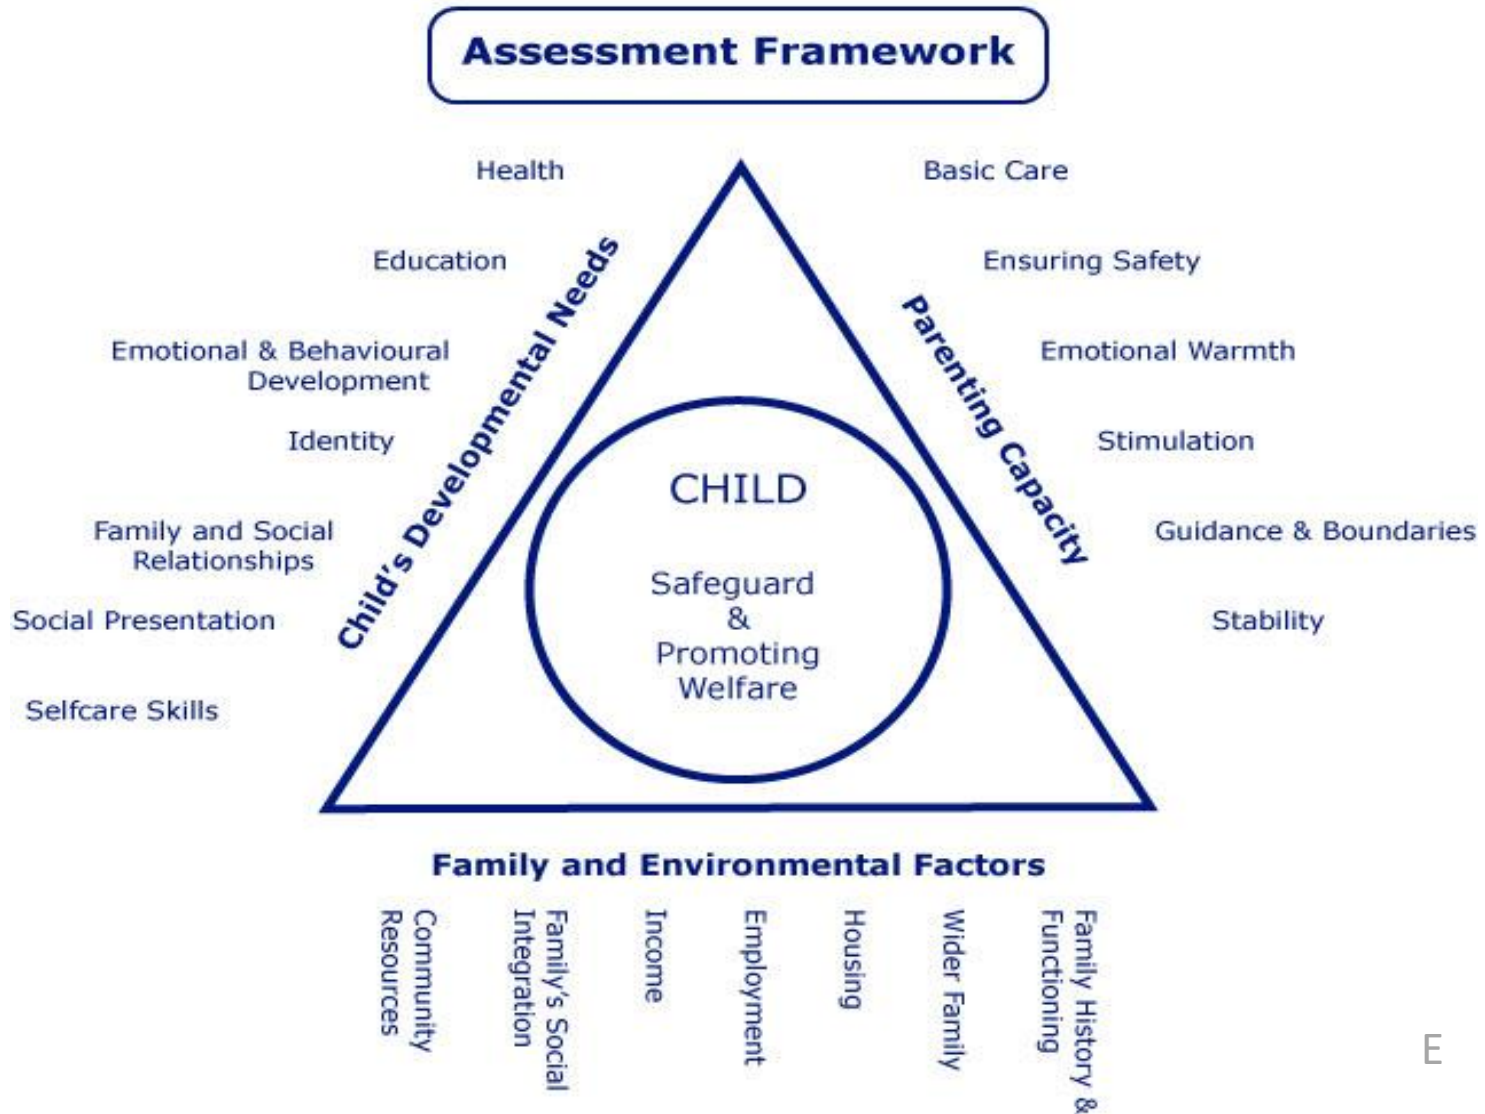 Assessment Framework
Health
Education
Emotional & Behavioural
Development
Identity
Family and Social
Relationships
Social Presentation
Selfcare Skills
Child's Developmental Needs
CHILD
Safeguard
&
Promoting
Welfare
Parenting Capacity
Basic Care
Ensuring Safety
Emotional Warmth
Stimulation
Guidance & Boundaries
Stability
Family and Environmental Factors
Community
Resources
Family's Social
Integration
Income
Employment
Housing
Wider Family
Family History &
Functioning
E